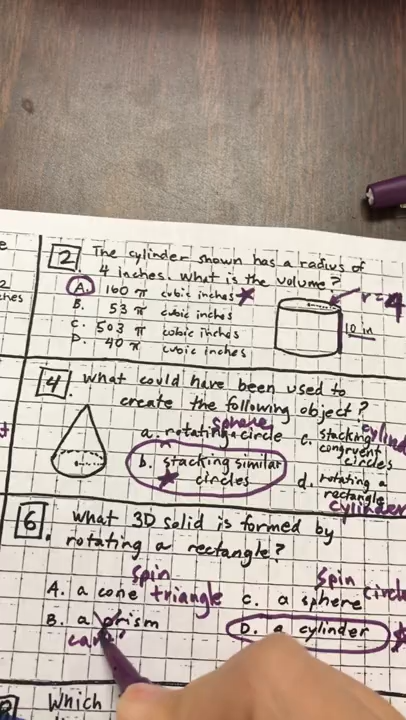 2. The cylinder shown has a radius of
4 inches. What is the volume?
A. 160 π cubic inches
B. 53 π cubic inches
C. 503 π cubic inches
D. 40 π cubic inches
r = 4
10 in
4. What could have been used to
create the following object?
sphere
a. rotating a circle
b. stacking similar
circles
c. stacking
congruent
circles
d. rotating a
rectangle
cylinder
6. What 3D solid is formed by
rotating a rectangle?
spin
A. a cone triangle
B. a prism
spin circle
C. a sphere
D. a cylinder
Which